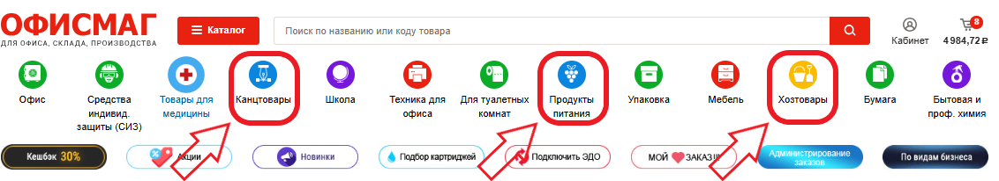 ОФИСМАГ
ДЛЯ ОФИСА, СКЛАДА, ПРОИЗВОДСТВА
Каталог
Поиск по названию или коду товара
Кабинет
8
4 984,72 ₽
Офис
Средства
индивид.
защиты (СИЗ)
Товары для
медицины
Канцтовары
Школа
Техника для
офиса
Для туалетных
комнат
Продукты
питания
Упаковка
Мебель
Хозтовары
Бумага
Бытовая и
проф. химия
Кешбэк 30%
Акции
Новинки
Подбор картриджей
Подключить ЭДО
МОЙ ЗАКАЗ!!!
Администрирование
заказов
По видам бизнеса